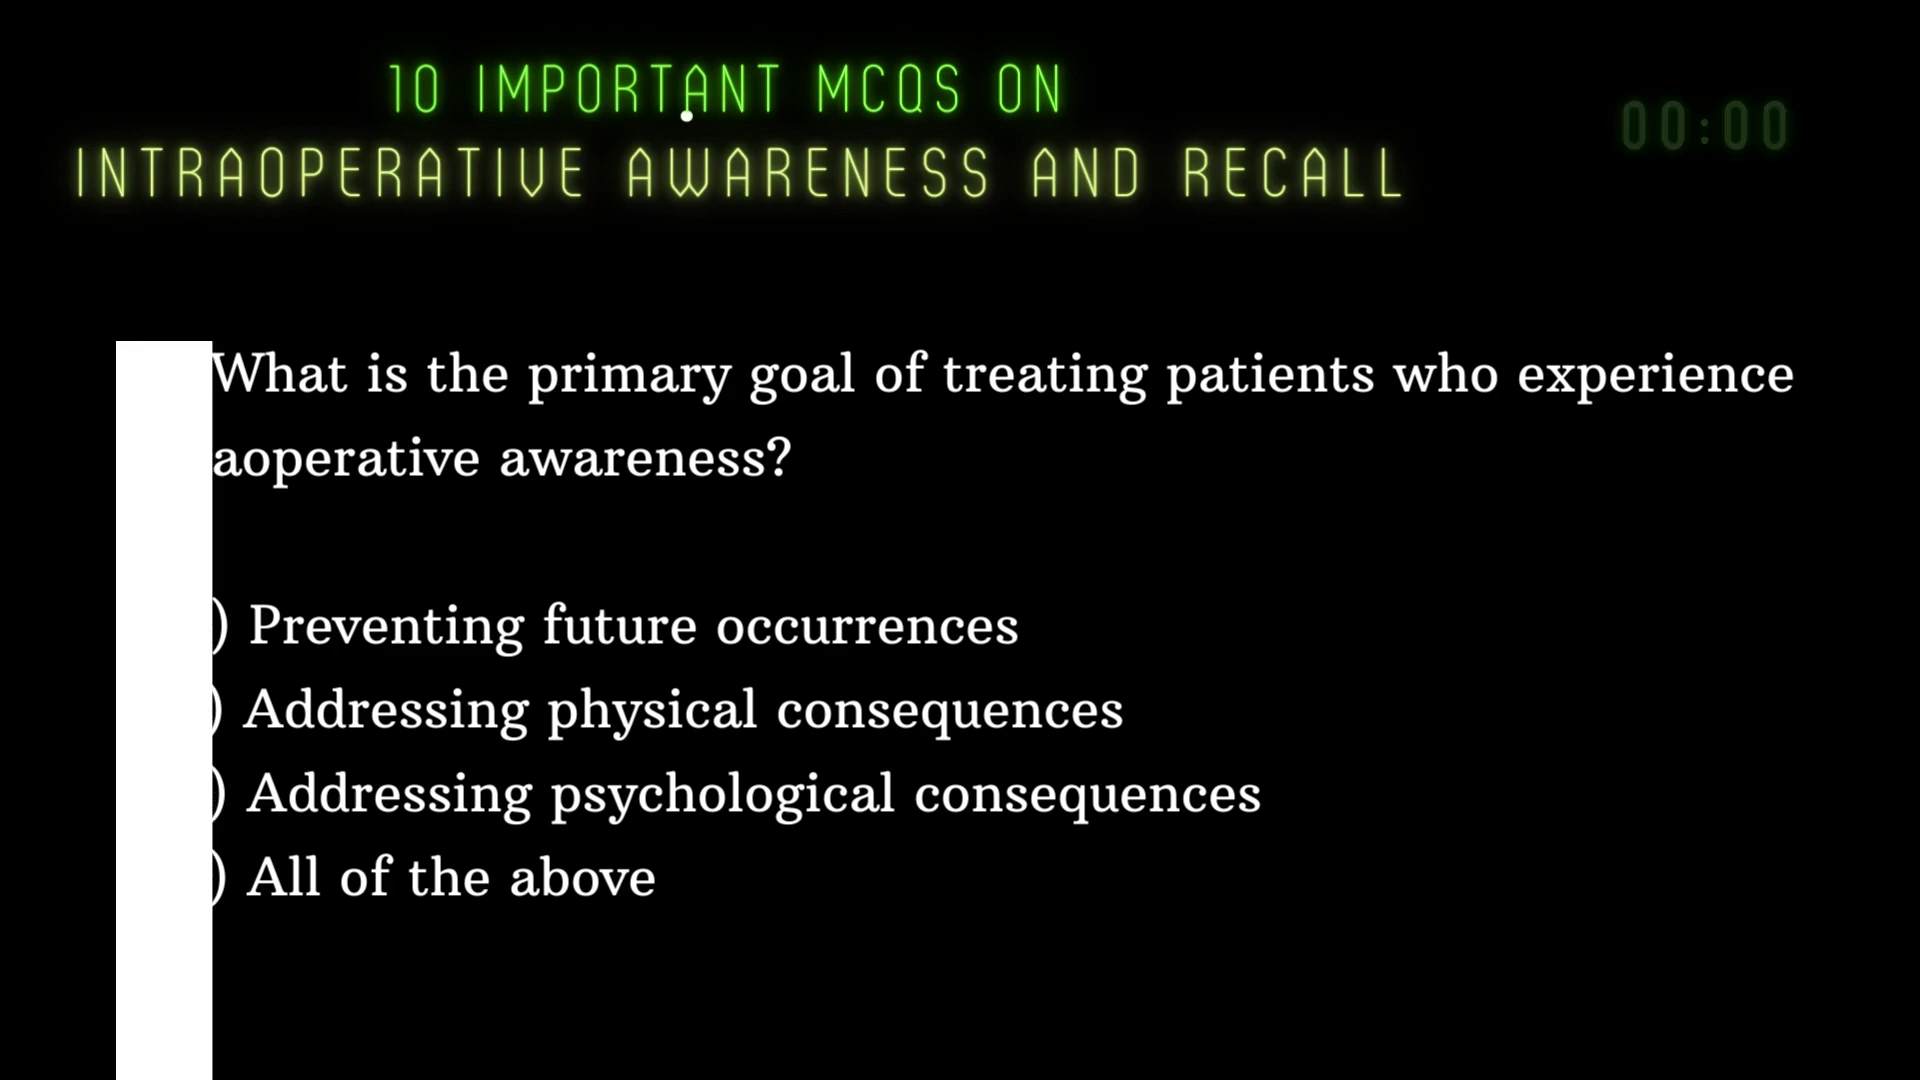 10 IMPORTANT MCQS ON
INTRAOPERATIVE AWARENESS AND RECALL
00:00
What is the primary goal of treating patients who experience
aoperative awareness?
) Preventing future occurrences
) Addressing physical consequences
) Addressing psychological consequences
) All of the above